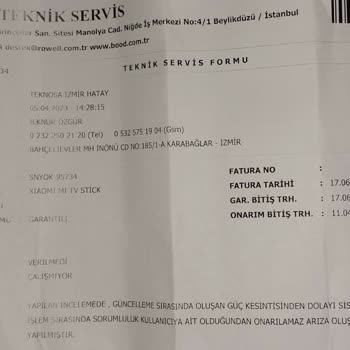 TEKNİK SERVİS
San. Sitesi Manolya Cad. Niğde İş Merkezi No:4/1 Beylikdüzü / İstanbul
destek@rowell.com.tr www.bood.com.tr
TEKNİK SERVİS FORMU
34
TEKNOSA İZMİR HATAY
05.04.2023 - 14:28:15
İLKNUR ÖZGÜR
0 232 250 21 20 (Tel) 0 532 575 19 04 (Gsm)
BAHÇELİEVLER MH İNÖNÜ CD NO:185/1-A KARABAĞLAR - İZMİR
SNYOK-95734
XIAOMI MI TV STICK
FATURA NO :
FATURA TARİHİ : 17.06
GAR. BİTİŞ TRH. : 17.06
ONARIM BİTİŞ TRH. : 11.04
GARANTİLİ
VERİLMEDİ
ÇALIŞMIYOR
YAPILAN İNCELEMEDE , GÜNCELLEME SIRASINDA OLUŞAN GÜÇ KESİNTİSİNDEN DOLAYI SİS
İŞLEM SIRASINDA SORUMLULUK KULLANICIYA AİT OLDUĞUNDAN ONARILAMAZ ARIZA OLUŞ
YAPILMIŞTIR.